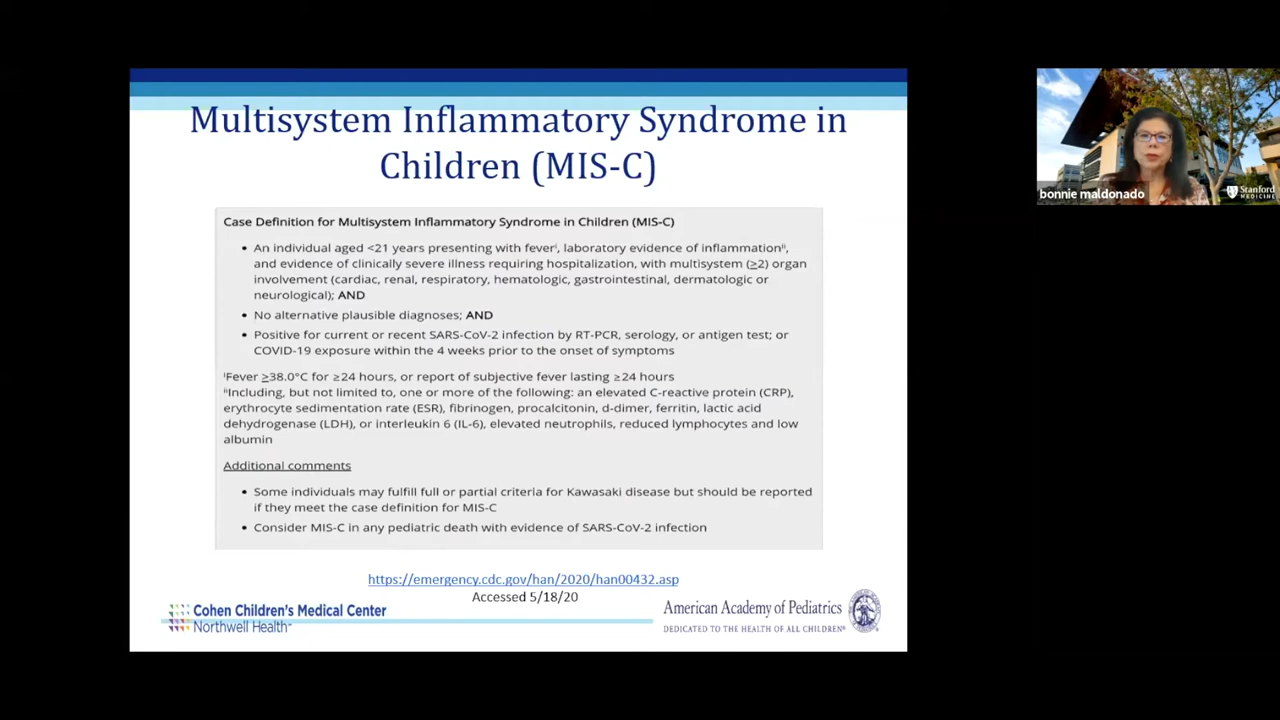 Multisystem Inflammatory Syndrome in
Children (MIS-C)
Case Definition for Multisystem Inflammatory Syndrome in Children (MIS-C)
• An individual aged <21 years presenting with feverⁱ, laboratory evidence of inflammationⁱⁱ,
and evidence of clinically severe illness requiring hospitalization, with multisystem (≥2) organ
involvement (cardiac, renal, respiratory, hematologic, gastrointestinal, dermatologic or
neurological); AND
• No alternative plausible diagnoses; AND
• Positive for current or recent SARS-CoV-2 infection by RT-PCR, serology, or antigen test; or
COVID-19 exposure within the 4 weeks prior to the onset of symptoms
ⁱFever ≥38.0°C for ≥24 hours, or report of subjective fever lasting ≥24 hours
ⁱⁱIncluding, but not limited to, one or more of the following: an elevated C-reactive protein (CRP),
erythrocyte sedimentation rate (ESR), fibrinogen, procalcitonin, d-dimer, ferritin, lactic acid
dehydrogenase (LDH), or interleukin 6 (IL-6), elevated neutrophils, reduced lymphocytes and low
albumin
Additional comments
• Some individuals may fulfill full or partial criteria for Kawasaki disease but should be reported
if they meet the case definition for MIS-C
• Consider MIS-C in any pediatric death with evidence of SARS-CoV-2 infection
https://emergency.cdc.gov/han/2020/han00432.asp
Accessed 5/18/20
Cohen Children's Medical Center
Northwell Health
American Academy of Pediatrics
DEDICATED TO THE HEALTH OF ALL CHILDREN®
bonnie maldonado
Stanford
MEDICINE